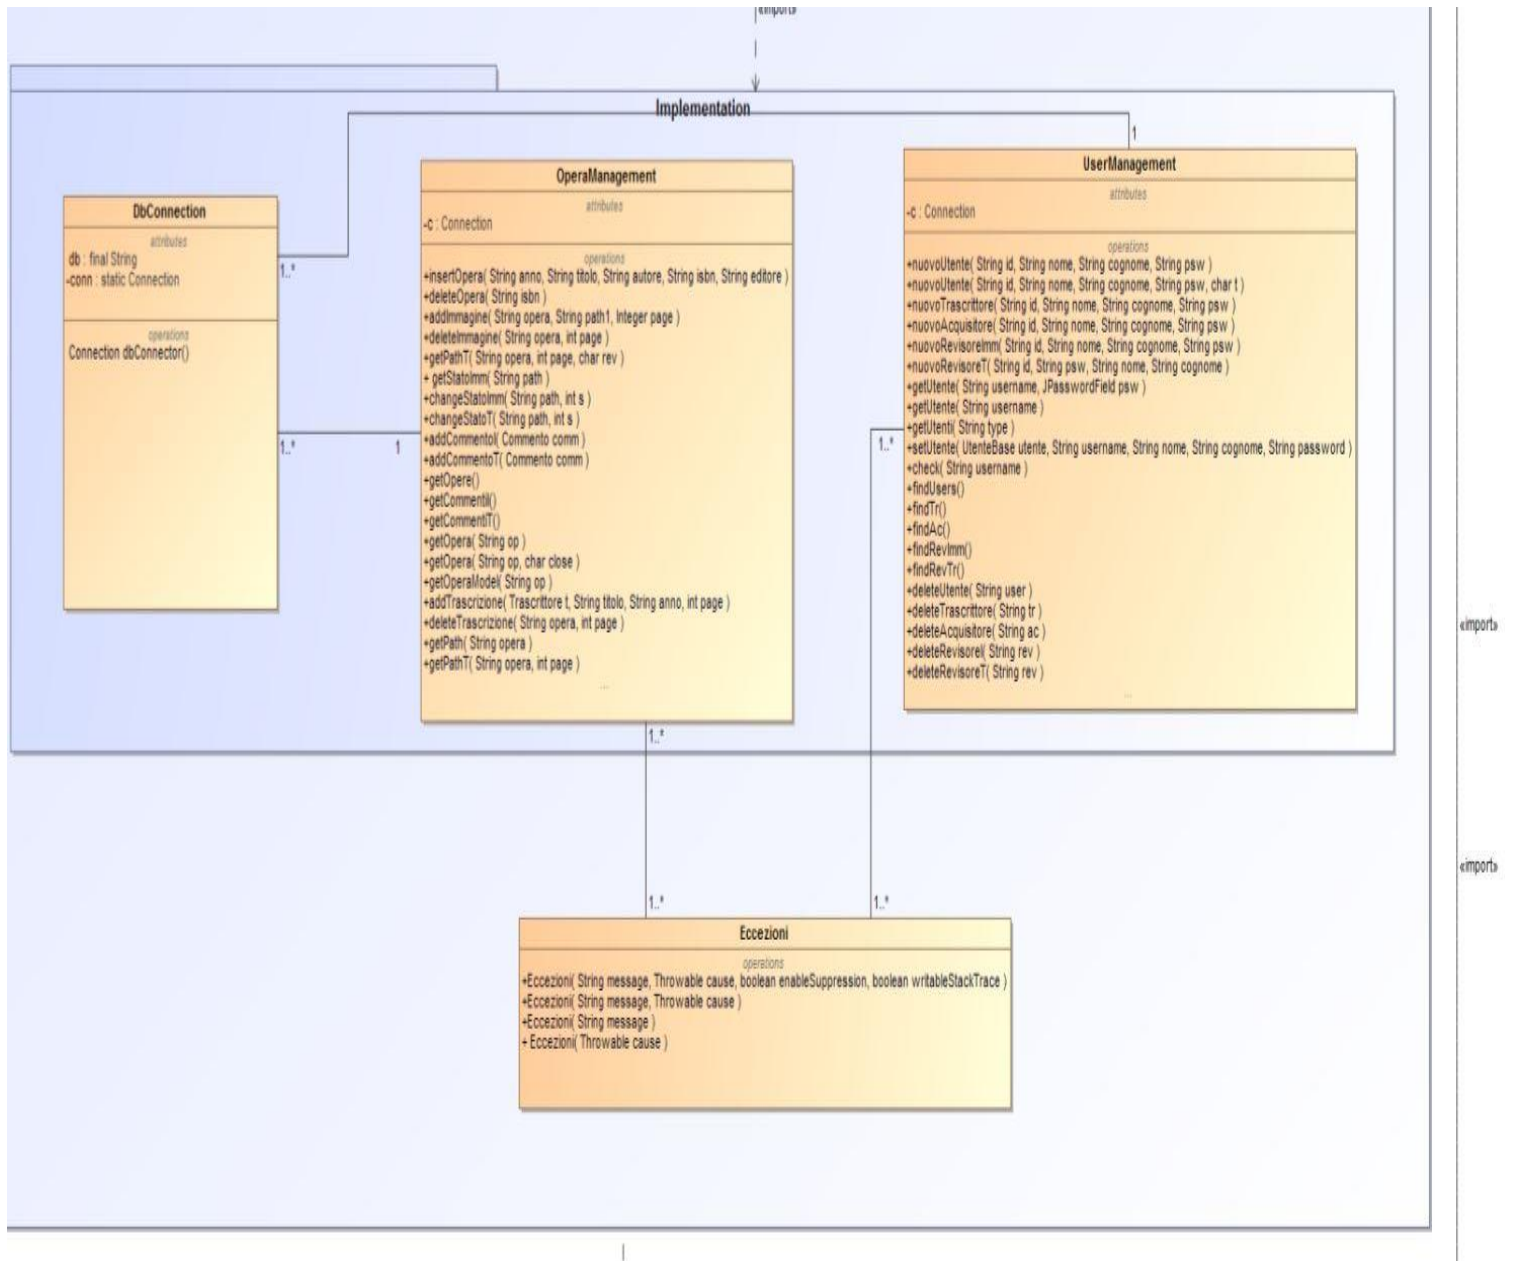 «import»
Implementation
DbConnection
attributes
db : final String
-conn : static Connection
operations
Connection dbConnector()
1..*
1..*
1
OperaManagement
attributes
-c : Connection
operations
+insertOpera( String anno, String titolo, String autore, String isbn, String editore )
+deleteOpera( String isbn )
+addImmagine( String opera, String path1, Integer page )
+deleteImmagine( String opera, int page )
+getPathT( String opera, int page, char rev )
+ getStatoImm( String path )
+changeStatoImm( String path, int s )
+changeStatoT( String path, int s )
+addCommentoI( Commento comm )
+addCommentoT( Commento comm )
+getOpere()
+getCommentiI()
+getCommentiT()
+getOpera( String op )
+getOpera( String op, char close )
+getOperaModel( String op )
+addTrascrizione( Trascrittore t, String titolo, String anno, int page )
+deleteTrascrizione( String opera, int page )
+getPath( String opera )
+getPathT( String opera, int page )
...
1..*
1
UserManagement
attributes
-c : Connection
operations
+nuovoUtente( String id, String nome, String cognome, String psw )
+nuovoUtente( String id, String nome, String cognome, String psw, char t )
+nuovoTrascrittore( String id, String nome, String cognome, String psw )
+nuovoAcquisitore( String id, String nome, String cognome, String psw )
+nuovoRevisoreImm( String id, String nome, String cognome, String psw )
+nuovoRevisoreT( String id, String psw, String nome, String cognome )
+getUtente( String username, JPasswordField psw )
+getUtente( String username )
+getUtenti( String type )
+setUtente( UtenteBase utente, String username, String nome, String cognome, String password )
+check( String username )
+findUsers()
+findTr()
+findAc()
+findRevImm()
+findRevTr()
+deleteUtente( String user )
+deleteTrascrittore( String tr )
+deleteAcquisitore( String ac )
+deleteRevisoreI( String rev )
+deleteRevisoreT( String rev )
...
1..*
«import»
«import»
1..*
1..*
Eccezioni
operations
+Eccezioni( String message, Throwable cause, boolean enableSuppression, boolean writableStackTrace )
+Eccezioni( String message, Throwable cause )
+Eccezioni( String message )
+ Eccezioni( Throwable cause )